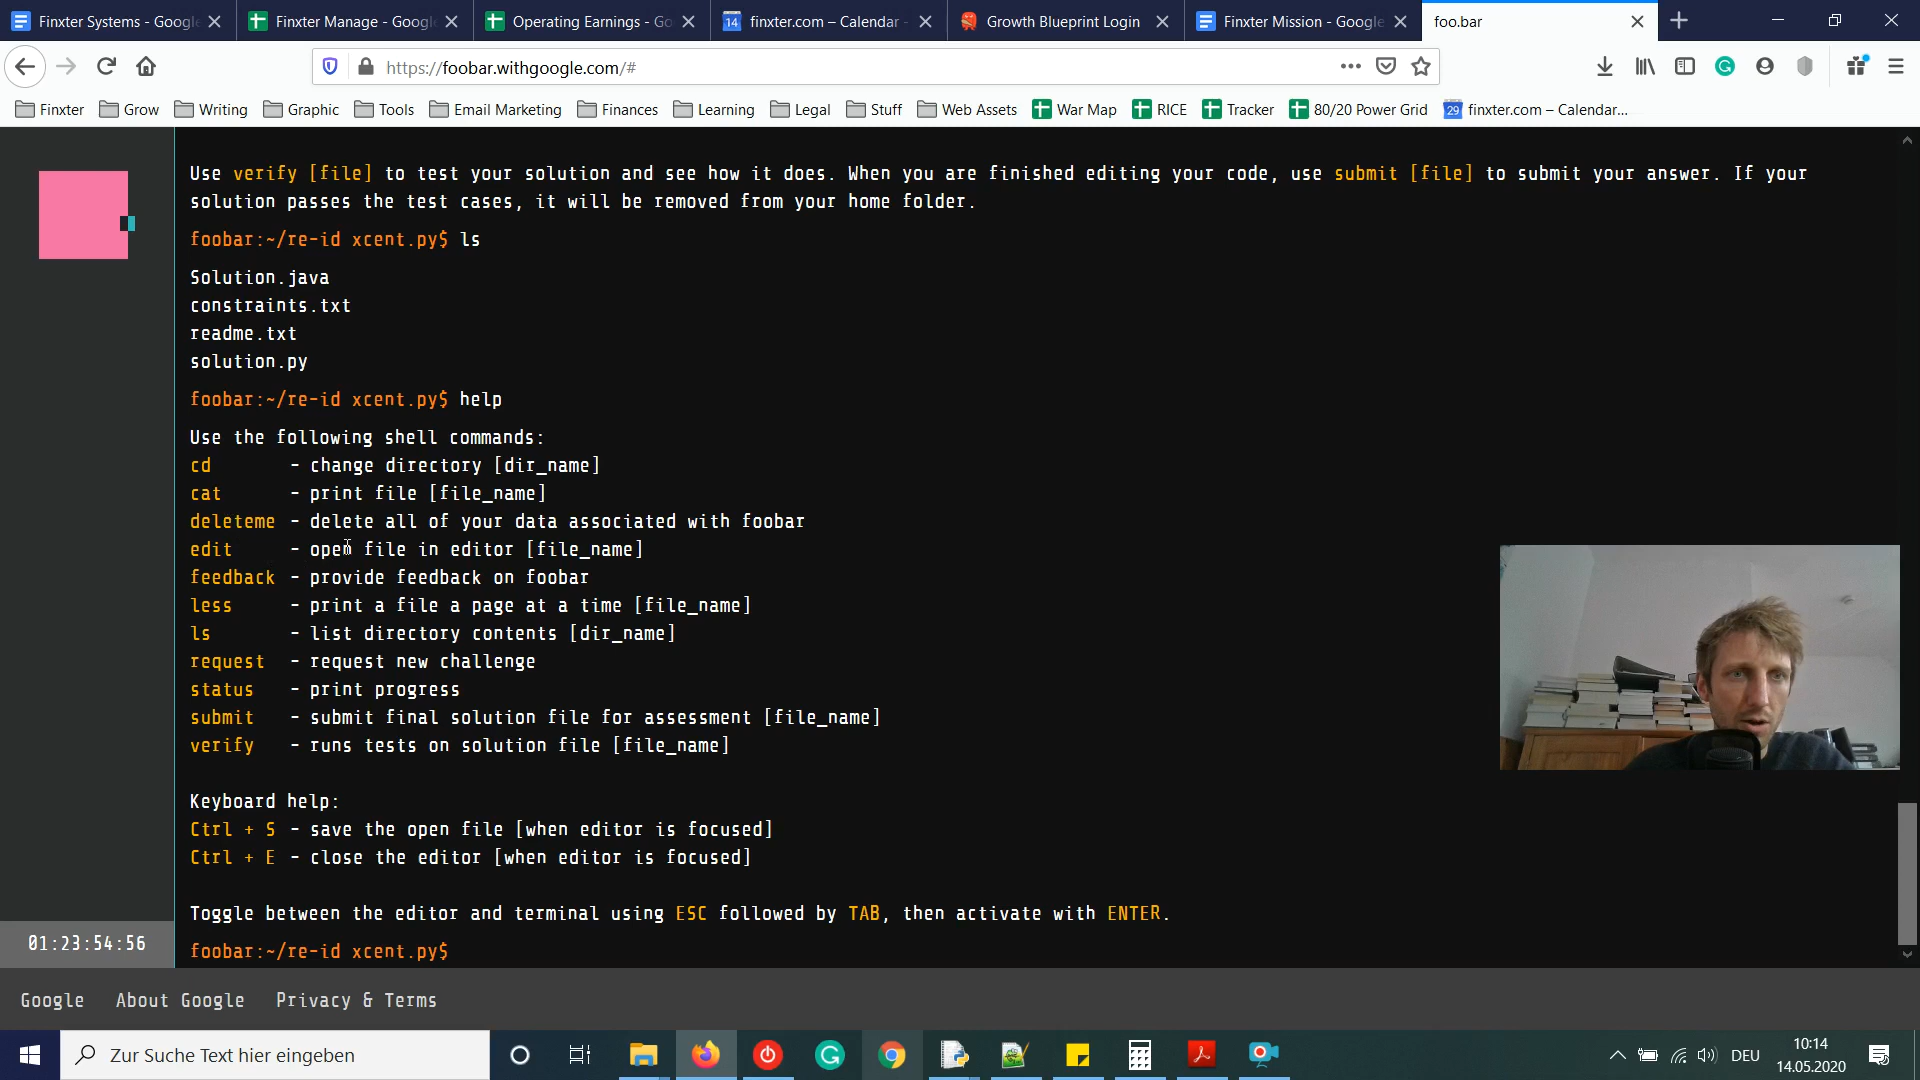 Finxter Systems - Google
Finxter Manage - Google
Operating Earnings - Go
14
finxter.com – Calendar -
Growth Blueprint Login
Finxter Mission - Google
foo.bar
https://foobar.withgoogle.com/#
Finxter
Grow
Writing
Graphic
Tools
Email Marketing
Finances
Learning
Legal
Stuff
Web Assets
War Map
RICE
Tracker
80/20 Power Grid
29
finxter.com – Calendar...
Use verify [file] to test your solution and see how it does. When you are finished editing your code, use submit [file] to submit your answer. If your
solution passes the test cases, it will be removed from your home folder.
foobar:~/re-id xcent.py$ ls
Solution.java
constraints.txt
readme.txt
solution.py
foobar:~/re-id xcent.py$ help
Use the following shell commands:
cd - change directory [dir_name]
cat - print file [file_name]
deleteme - delete all of your data associated with foobar
edit - open file in editor [file_name]
feedback - provide feedback on foobar
less - print a file a page at a time [file_name]
ls - list directory contents [dir_name]
request - request new challenge
status - print progress
submit - submit final solution file for assessment [file_name]
verify - runs tests on solution file [file_name]
Keyboard help:
Ctrl + S - save the open file [when editor is focused]
Ctrl + E - close the editor [when editor is focused]
Toggle between the editor and terminal using ESC followed by TAB, then activate with ENTER.
foobar:~/re-id xcent.py$
01:23:54:56
Google
About Google
Privacy & Terms
Zur Suche Text hier eingeben
DEU
10:14
14.05.2020